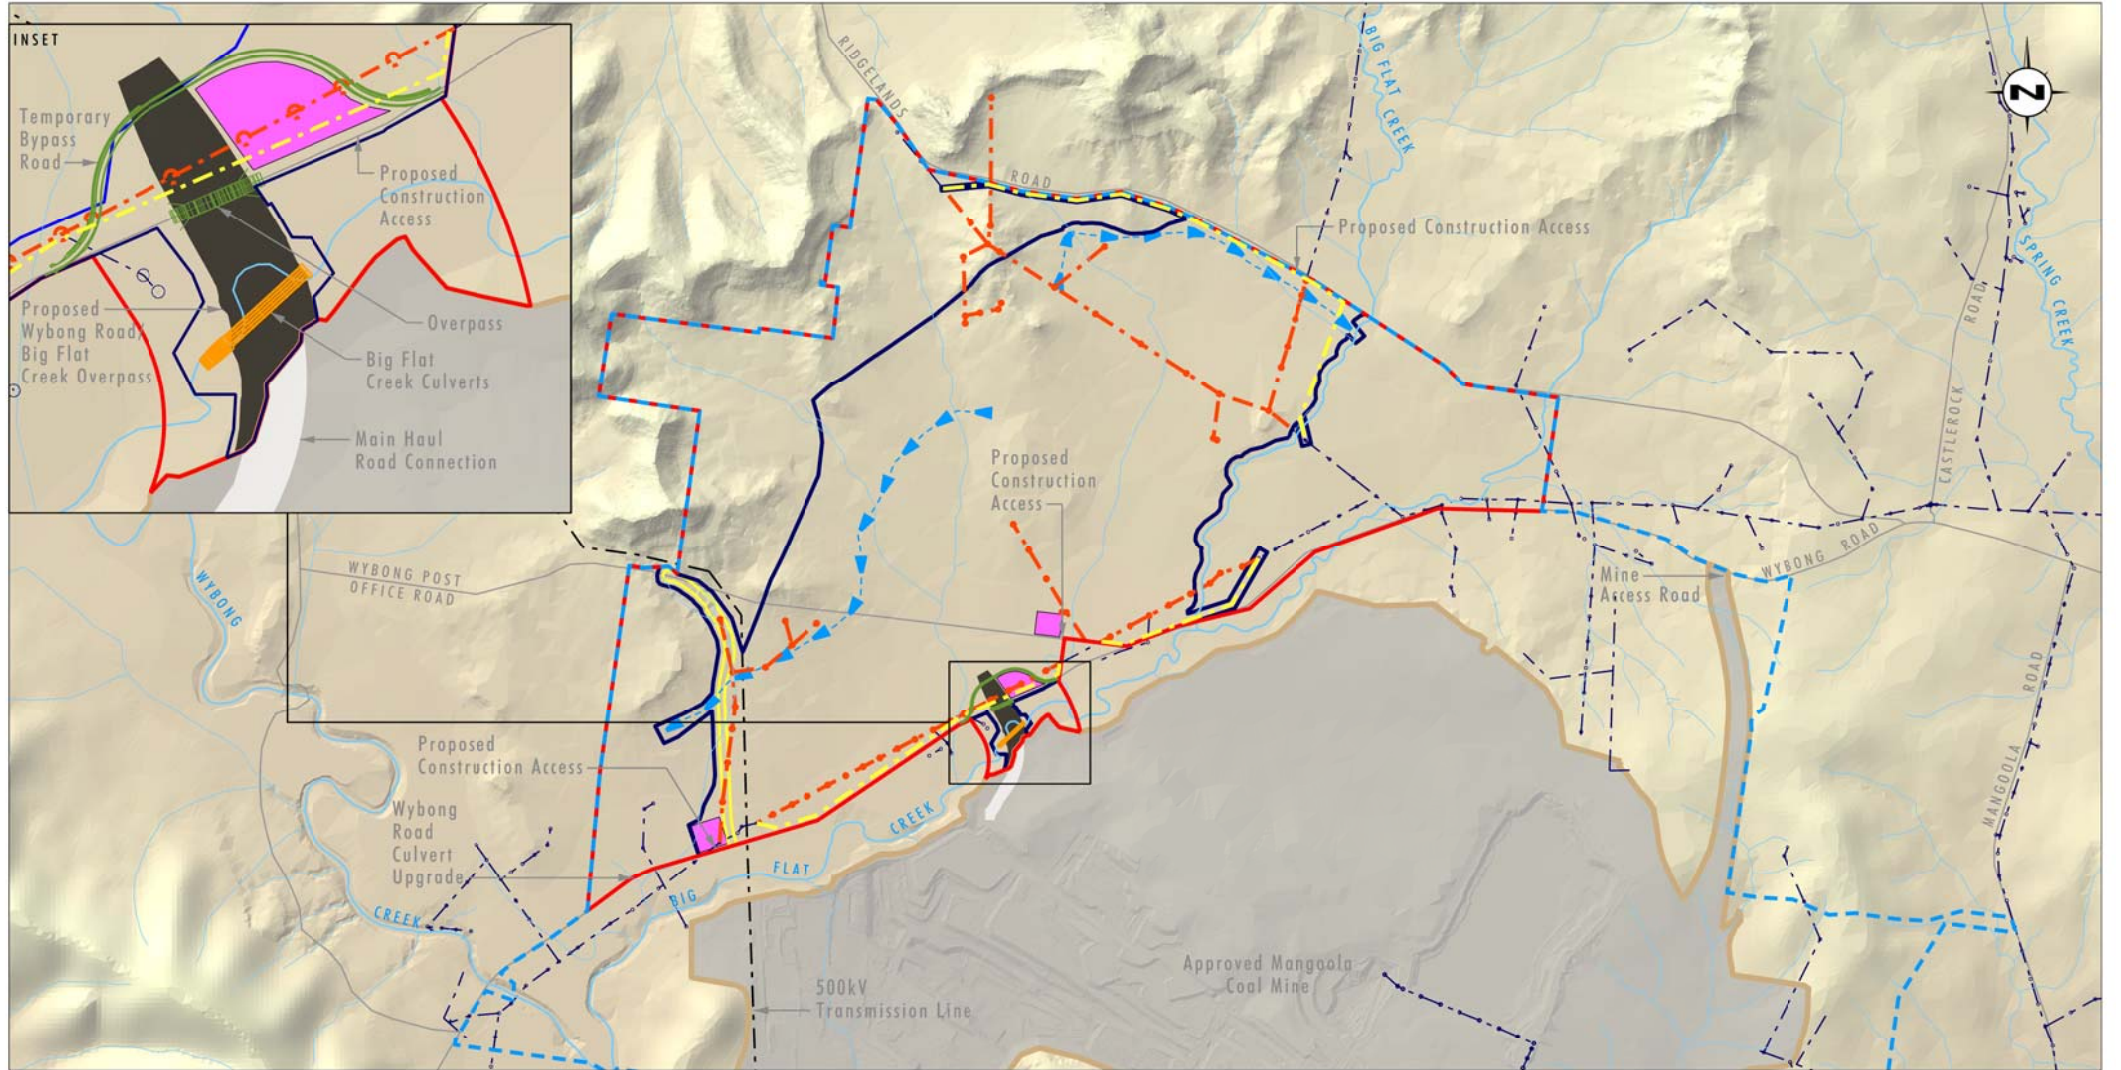 INSET
Temporary
Bypass
Road
Proposed
Construction
Access
Proposed
Wybong Road/
Big Flat
Creek Overpass
Overpass
Big Flat
Creek Culverts
Main Haul
Road Connection
RIDGELANDS
ROAD
BIG FLAT CREEK
N
Proposed Construction Access
SPRING CREEK
CASTLEROCK ROAD
Proposed
Construction
Access
WYBONG POST
OFFICE ROAD
WYBONG
CREEK
Mine
Access Road
WYBONG ROAD
MANGOOLA ROAD
Proposed
Construction Access
Wybong
Road
Culvert
Upgrade
BIG FLAT CREEK
500kV
Transmission Line
Approved Mangoola
Coal Mine